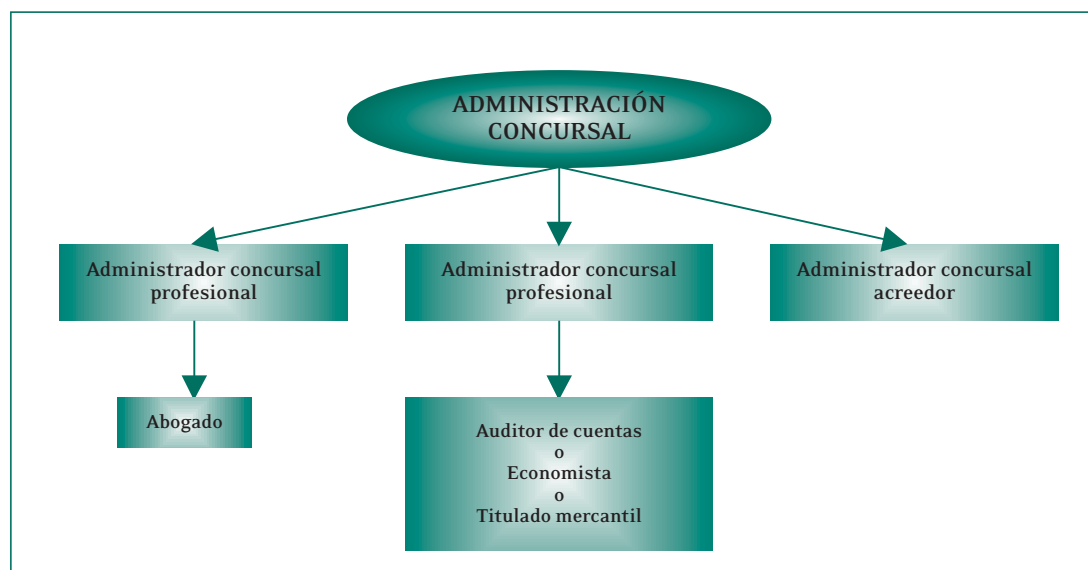 ADMINISTRACIÓN
CONCURSAL
Administrador concursal
profesional
Administrador concursal
profesional
Administrador concursal
acreedor
Abogado
Auditor de cuentas
o
Economista
o
Titulado mercantil